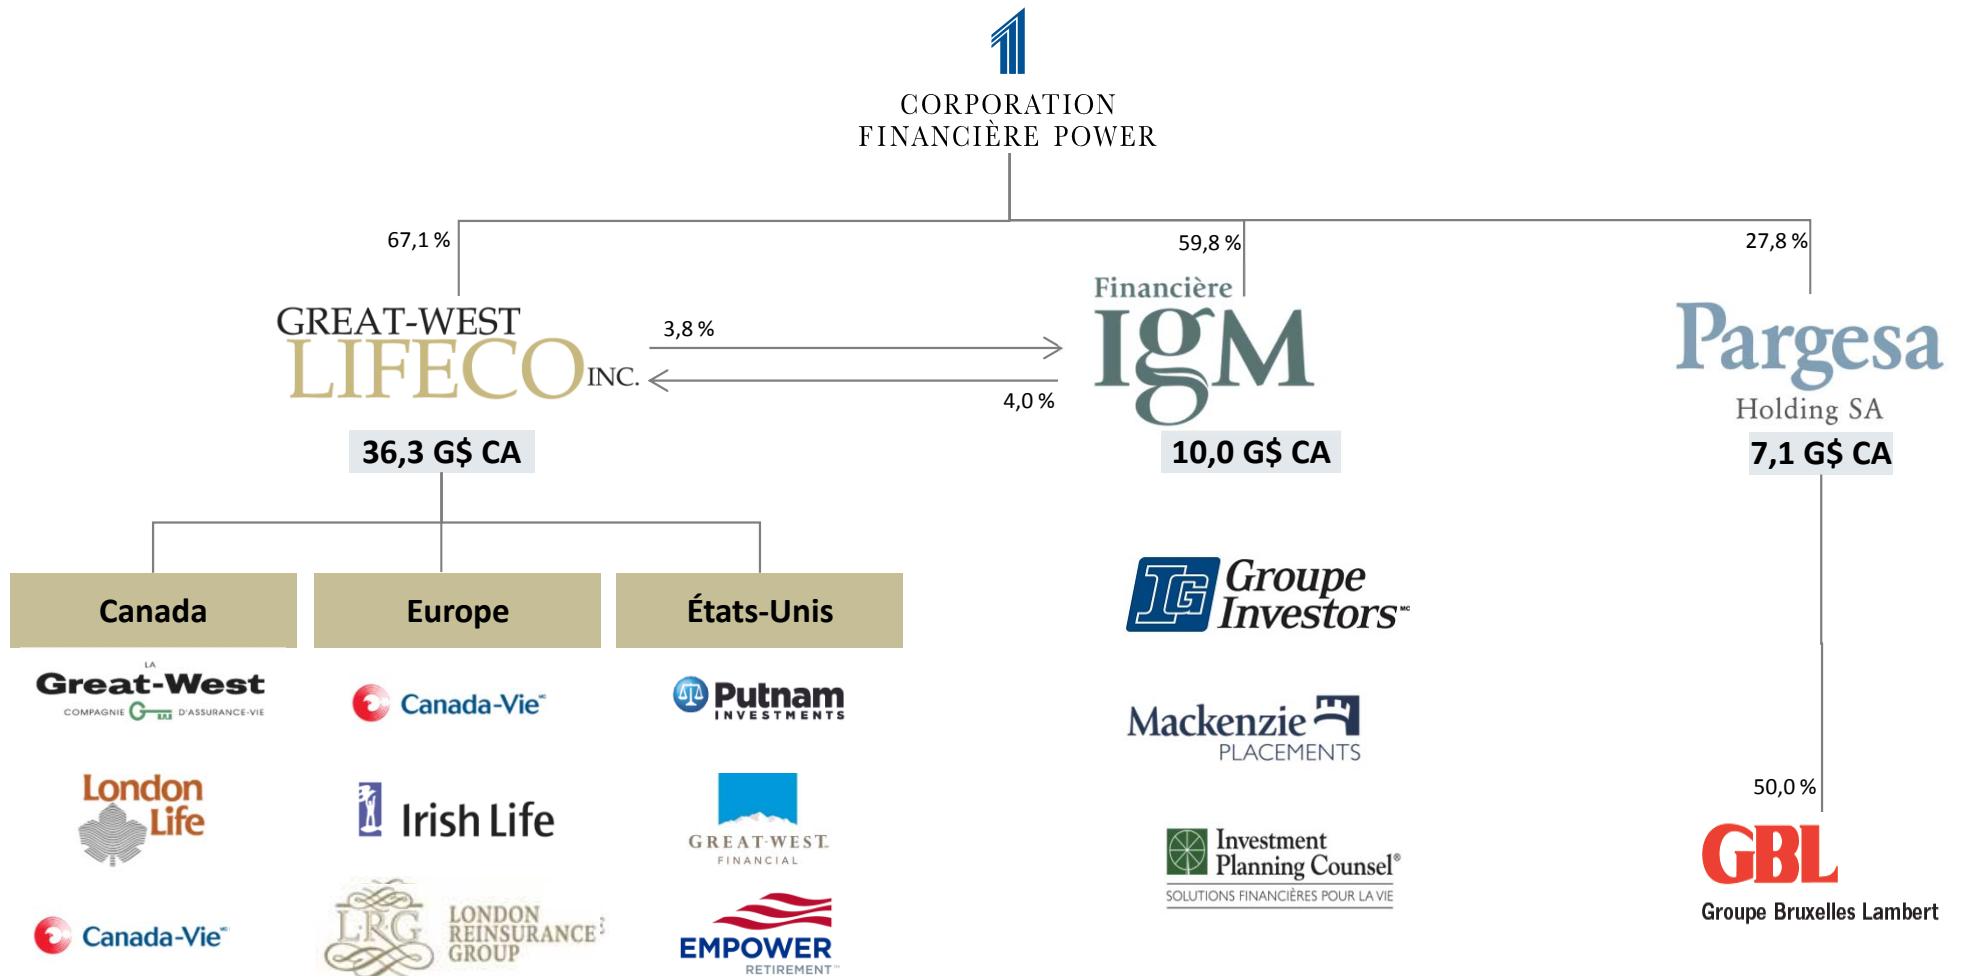 CORPORATION
FINANCIÈRE POWER
67,1 %
59,8 %
27,8 %
GREAT-WEST
LIFECO INC.
3,8 %
4,0 %
Financière
IGM
Pargesa
Holding SA
36,3 G$ CA
10,0 G$ CA
7,1 G$ CA
Canada
Europe
États-Unis
LA
Great-West
COMPAGNIE D'ASSURANCE-VIE
London
Life
Canada-Vie MC
Canada-Vie MC
Irish Life
LRG
LONDON
REINSURANCE
GROUP
Putnam
INVESTMENTS
GREAT-WEST
FINANCIAL
EMPOWER
RETIREMENT
IG
Groupe
Investors MC
Mackenzie
PLACEMENTS
Investment
Planning Counsel®
SOLUTIONS FINANCIÈRES POUR LA VIE
50,0 %
GBL
Groupe Bruxelles Lambert